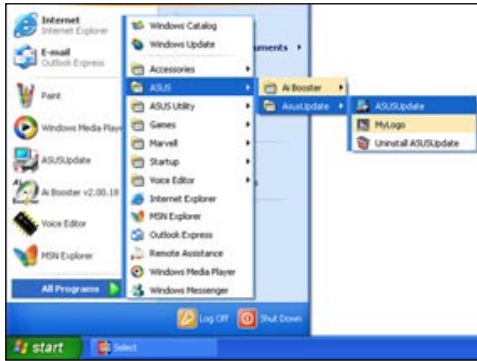 Internet
Internet Explorer
E-mail
Outlook Express
Paint
Windows Media Play
ASUSUpdate
Ai Booster v2.00.18
Voice Editor
MSN Explorer
All Programs
Windows Catalog
Windows Update
Accessories
ASUS
ASUS Utility
Games
Marvell
Startup
Voice Editor
Internet Explorer
MSN Explorer
Outlook Express
Remote Assistance
Windows Media Player
Windows Messenger
uments
s
Ai Booster
AsusUpdate
ASUSUpdate
MyLogo
Uninstall ASUSUpdate
Log Off
Shut Down
start
Select